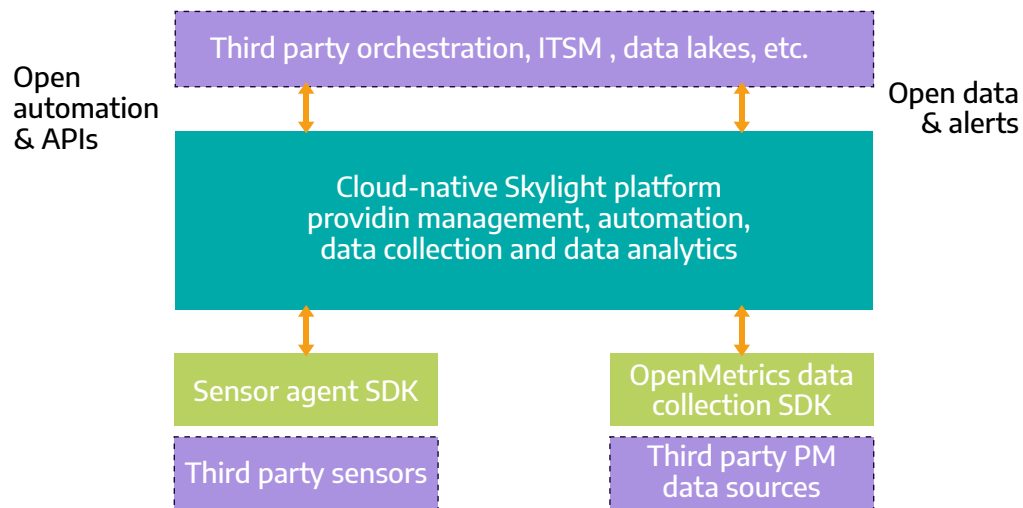 Third party orchestration, ITSM , data lakes, etc.
Open
automation
& APIs
Open data
& alerts
Cloud-native Skylight platform
providin management, automation,
data collection and data analytics
Sensor agent SDK
OpenMetrics data
collection SDK
Third party sensors
Third party PM
data sources